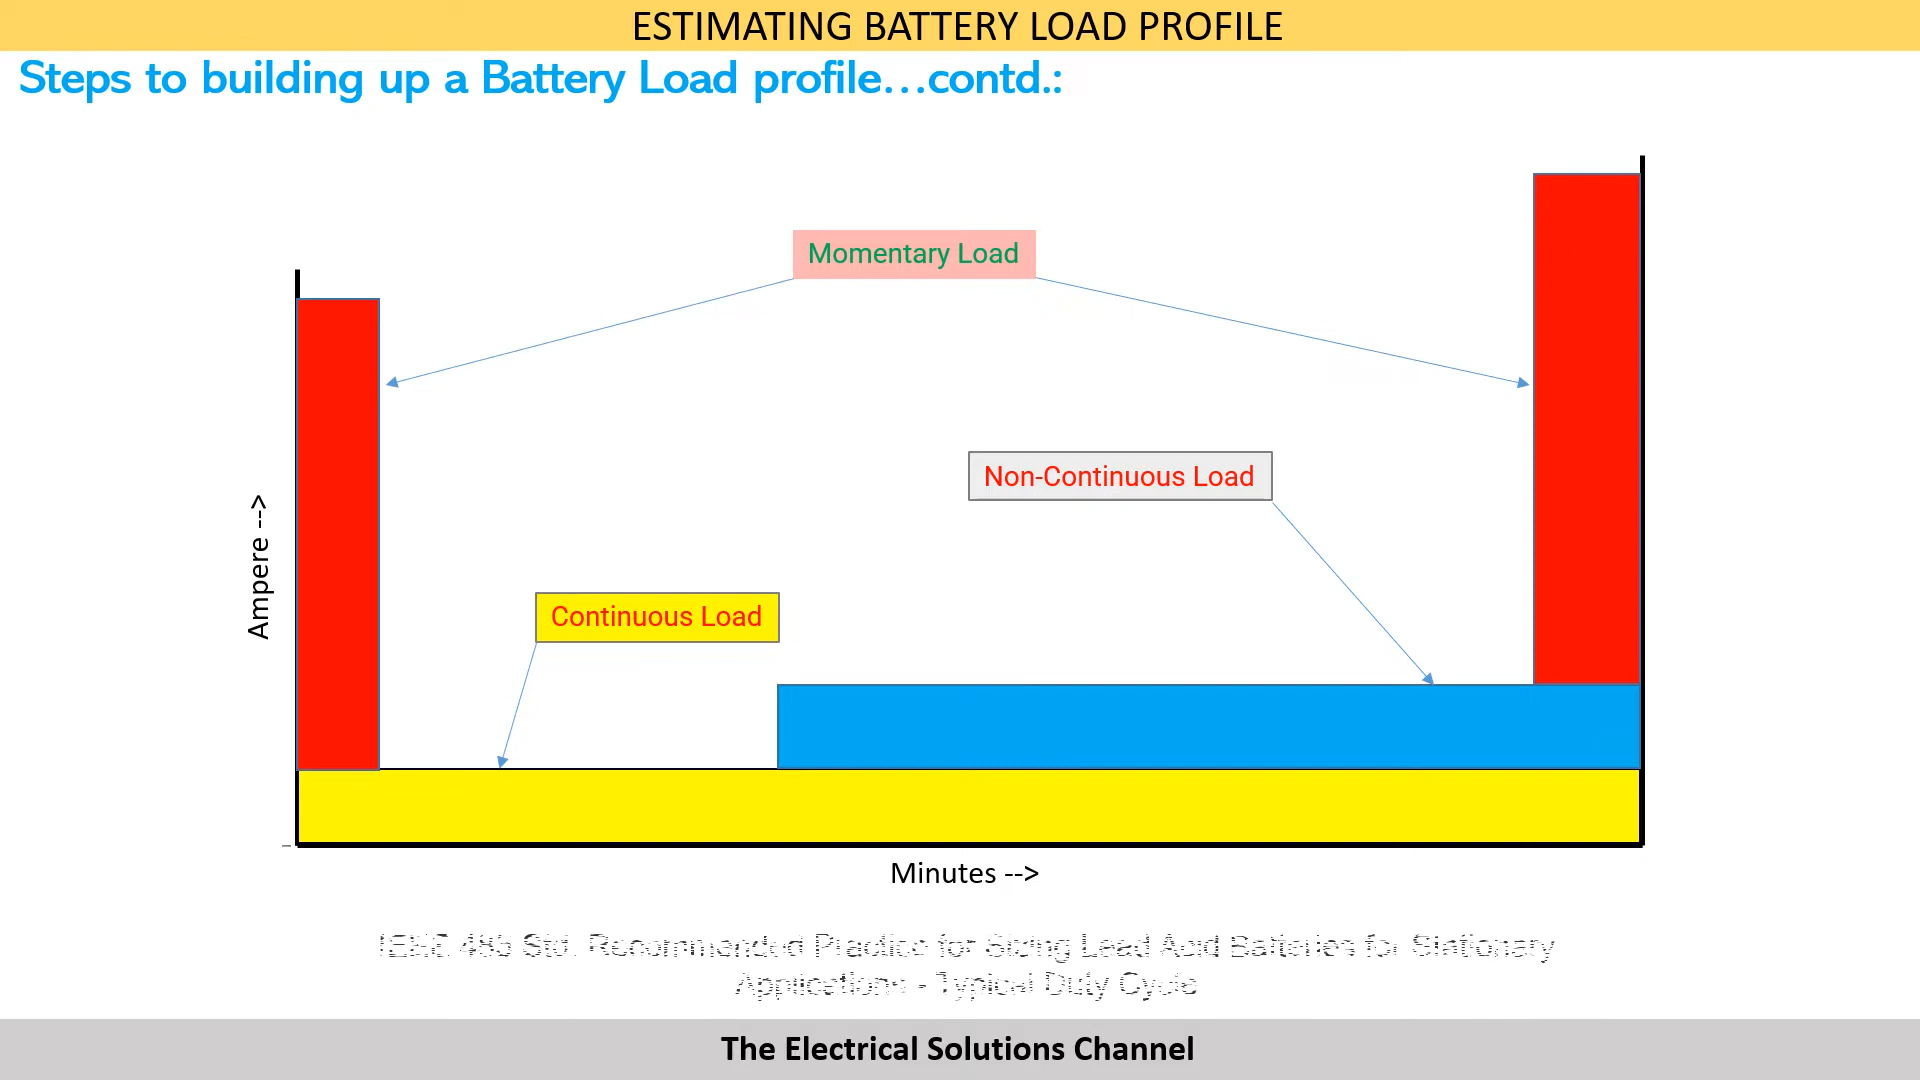 ESTIMATING BATTERY LOAD PROFILE
Steps to building up a Battery Load profile...contd.:
Momentary Load
Non-Continuous Load
Continuous Load
Ampere -->
Minutes -->
IEEE 485 Std. Recommended Practice for Sizing Lead Acid Batteries for Stationary
Applications - Typical Duty Cycle
The Electrical Solutions Channel